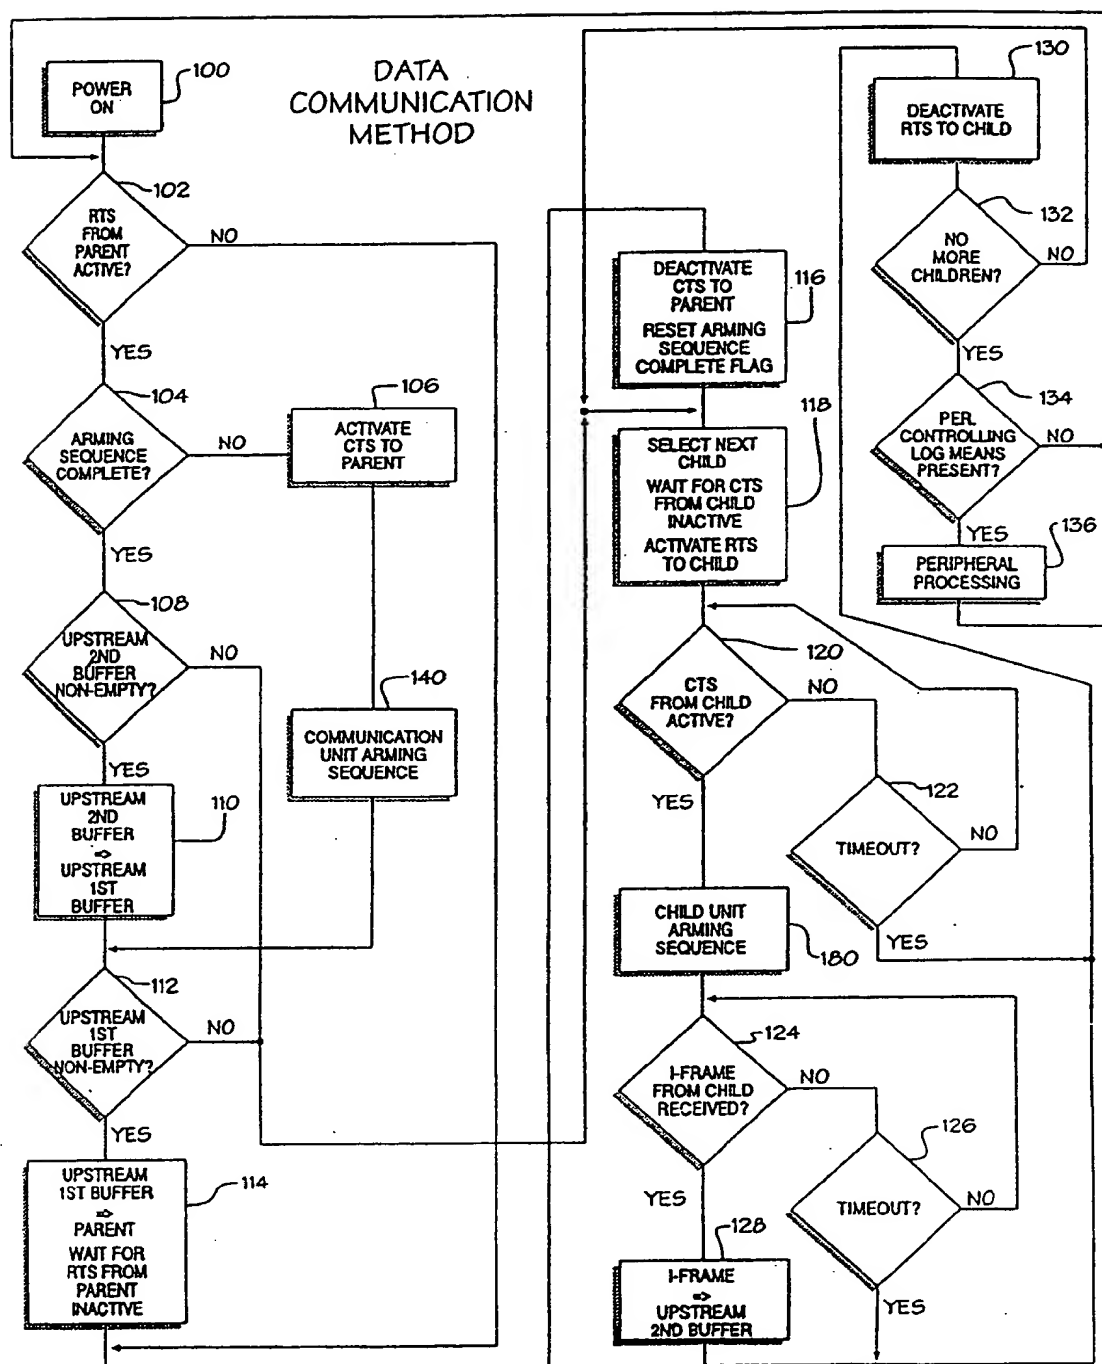 DATA
COMMUNICATION
METHOD
100
POWER
ON
102
RTS
FROM
PARENT
ACTIVE?
NO
YES
104
ARMING
SEQUENCE
COMPLETE?
NO
YES
106
ACTIVATE
CTS TO
PARENT
108
UPSTREAM
2ND
BUFFER
NON-EMPTY?
NO
YES
140
COMMUNICATION
UNIT ARMING
SEQUENCE
110
UPSTREAM
2ND
BUFFER
=>
UPSTREAM
1ST
BUFFER
112
UPSTREAM
1ST
BUFFER
NON-EMPTY?
NO
YES
114
UPSTREAM
1ST BUFFER
=>
PARENT
WAIT FOR
RTS FROM
PARENT
INACTIVE
116
DEACTIVATE
CTS TO
PARENT
RESET ARMING
SEQUENCE
COMPLETE FLAG
118
SELECT NEXT
CHILD
WAIT FOR CTS
FROM CHILD
INACTIVE
ACTIVATE RTS
TO CHILD
120
CTS
FROM CHILD
ACTIVE?
NO
YES
122
TIMEOUT?
NO
YES
CHILD UNIT
ARMING
SEQUENCE
180
124
I-FRAME
FROM CHILD
RECEIVED?
NO
YES
126
TIMEOUT?
NO
YES
128
I-FRAME
=>
UPSTREAM
2ND BUFFER
130
DEACTIVATE
RTS TO CHILD
132
NO
MORE
CHILDREN?
NO
YES
134
PER.
CONTROLLING
LOG MEANS
PRESENT?
NO
YES
136
PERIPHERAL
PROCESSING